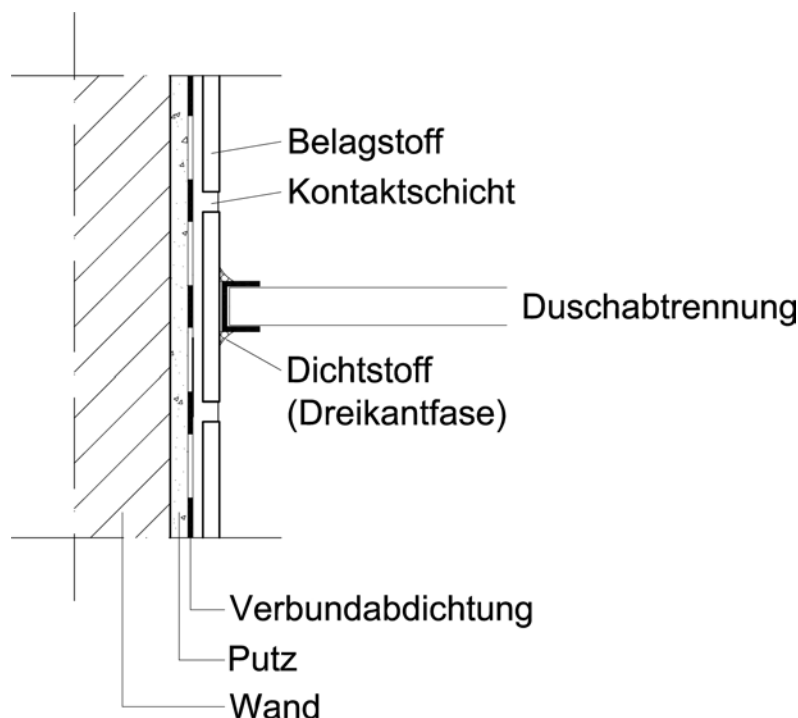 Belagstoff
Kontaktschicht
Duschabtrennung
Dichtstoff
(Dreikantfase)
Verbundabdichtung
Putz
Wand